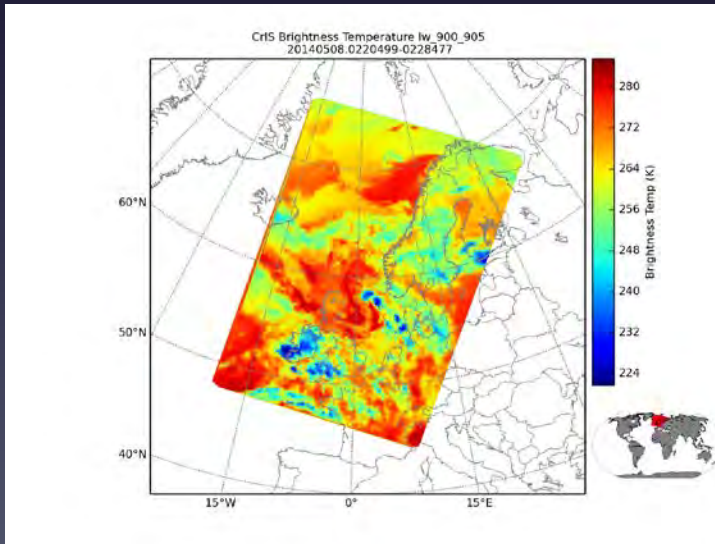 CrIS Brightness Temperature lw_900_905
20140508.0220499-0228477
280
272
264
256
248
240
232
224
Brightness Temp (K)
60°N
50°N
40°N
15°W
0°
15°E